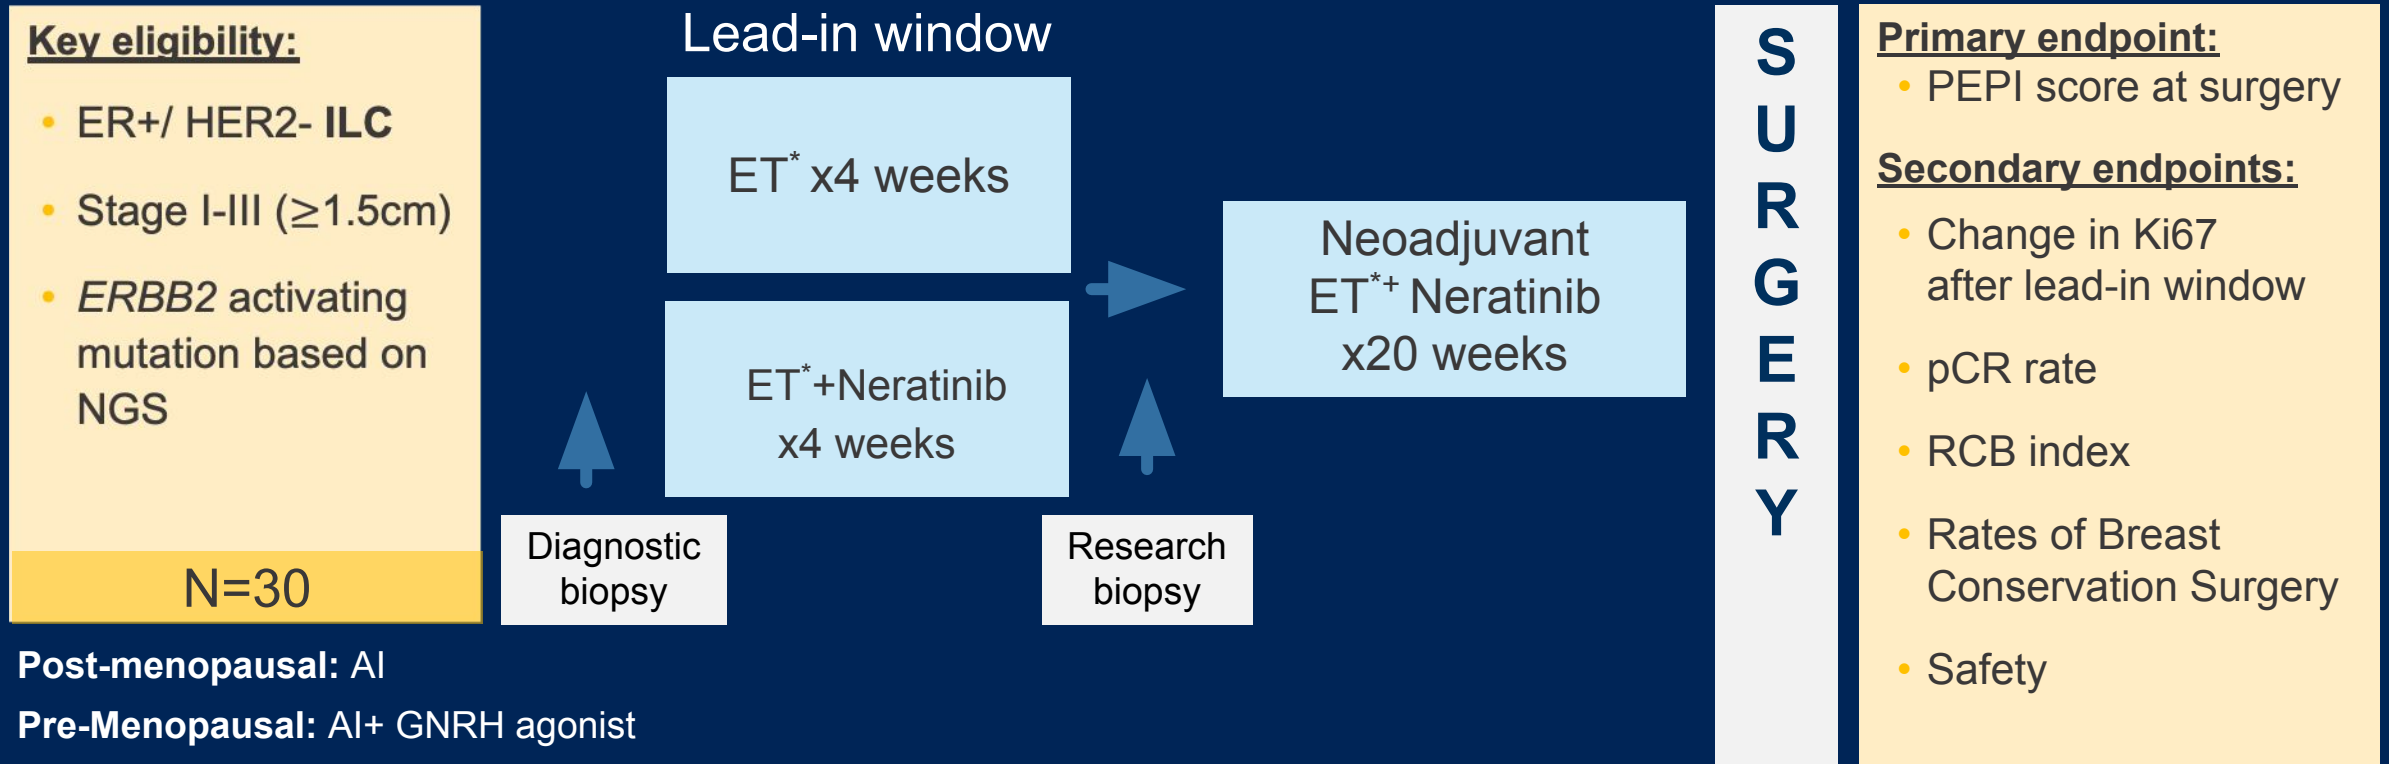 Key eligibility:
• ER+/ HER2- ILC
• Stage I-III (≥1.5cm)
• ERBB2 activating
mutation based on
NGS
N=30
Post-menopausal: AI
Pre-Menopausal: AI+ GNRH agonist
Lead-in window
ET* x4 weeks
ET*+Neratinib
x4 weeks
Diagnostic
biopsy
Research
biopsy
Neoadjuvant
ET*+ Neratinib
x20 weeks
S
U
R
G
E
R
Y
Primary endpoint:
• PEPI score at surgery
Secondary endpoints:
• Change in Ki67
after lead-in window
• pCR rate
• RCB index
• Rates of Breast
Conservation Surgery
• Safety